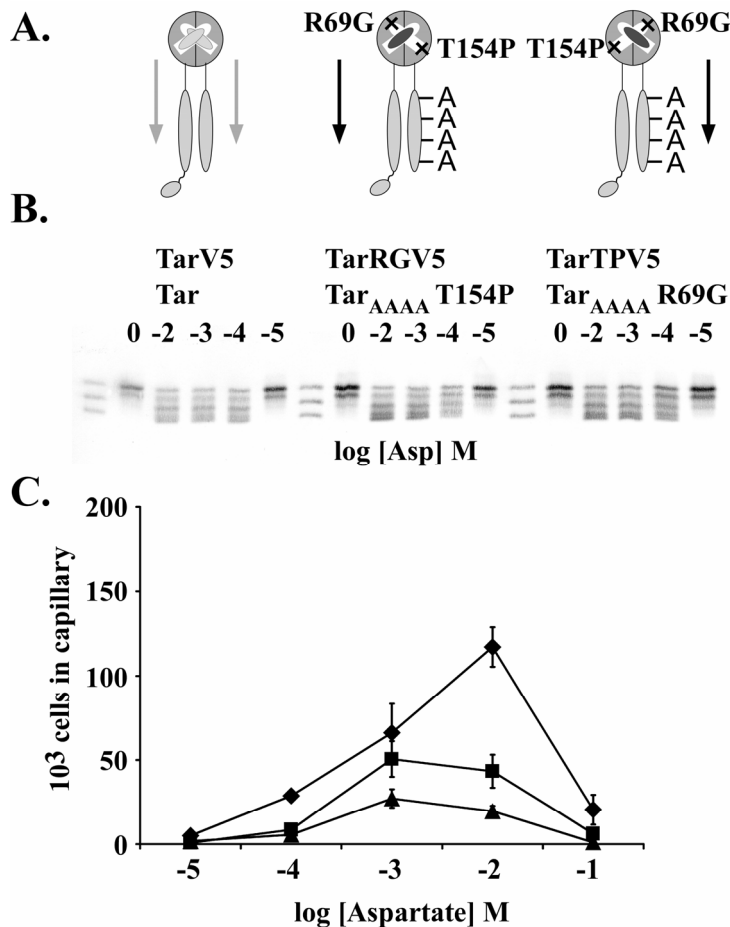 A.
R69G
T154P
T154P
R69G
A
A
A
A
A
A
A
A
B.
TarV5 TarRGV5 TarTPV5
Tar TarAAAA T154P TarAAAA R69G
0 -2 -3 -4 -5 0 -2 -3 -4 -5 0 -2 -3 -4 -5
log [Asp] M
C.
200
150
100
50
0
10³ cells in capillary
-5 -4 -3 -2 -1
log [Aspartate] M